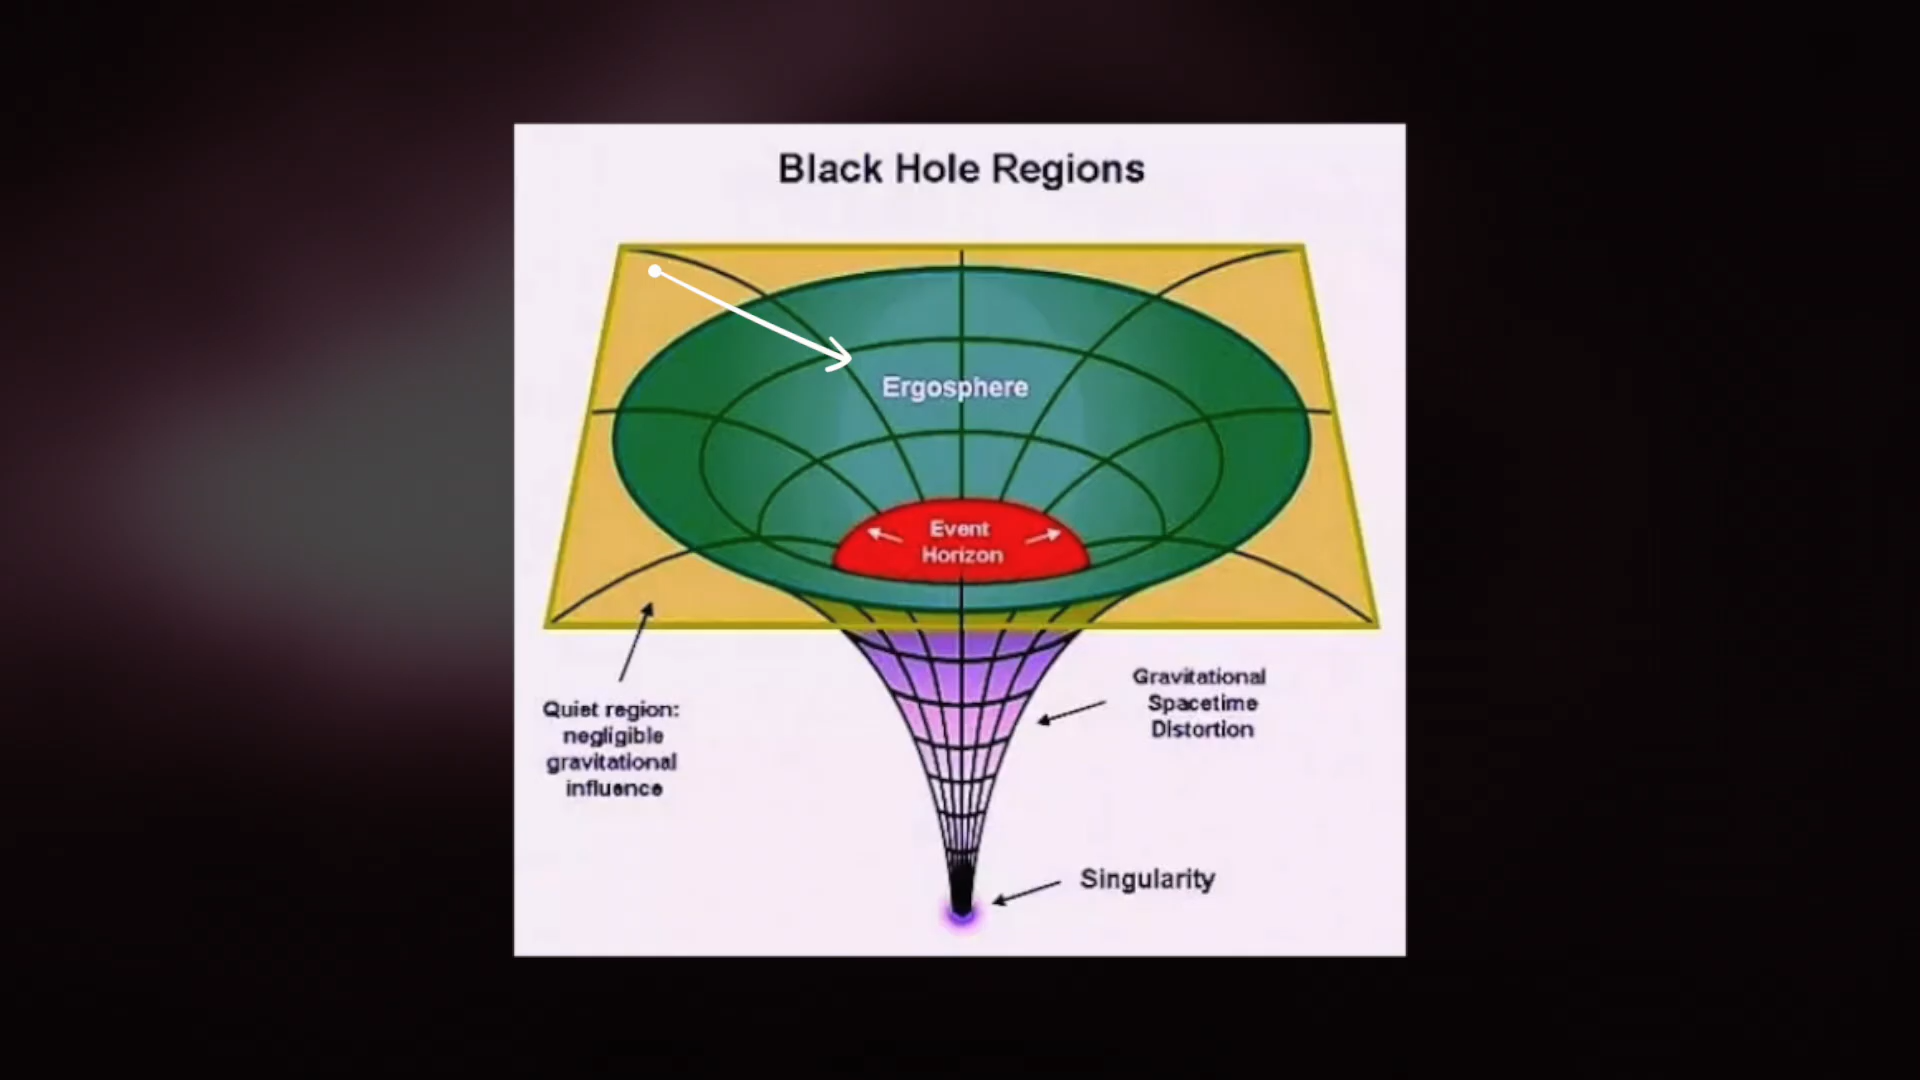 Black Hole Regions
Ergosphere
Event
Horizon
Quiet region:
negligible
gravitational
influence
Gravitational
Spacetime
Distortion
Singularity